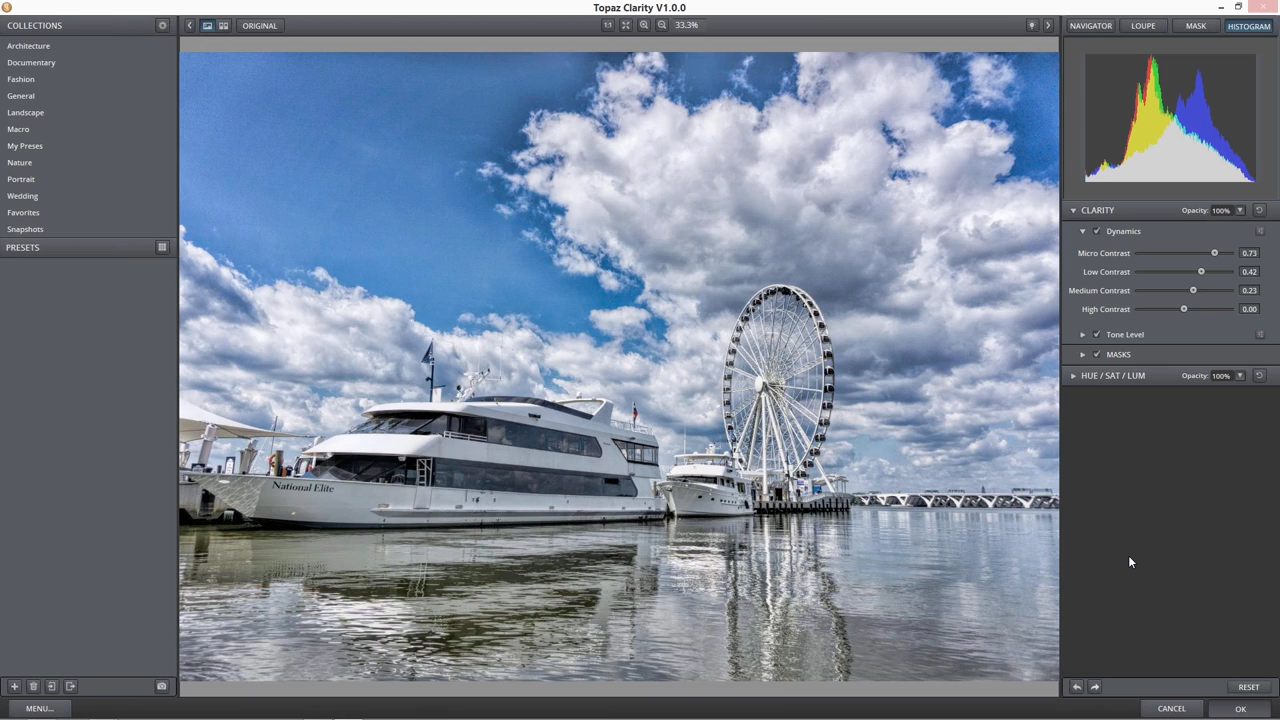 Topaz Clarity V1.0.0
COLLECTIONS
ORIGINAL
1:1
33.3%
NAVIGATOR
LOUPE
MASK
HISTOGRAM
Architecture
Documentary
Fashion
General
Landscape
Macro
My Preses
Nature
Portrait
Wedding
Favorites
Snapshots
PRESETS
National Elite
CLARITY
Opacity: 100%
Dynamics
Micro Contrast 0.73
Low Contrast 0.42
Medium Contrast 0.23
High Contrast 0.00
Tone Level
MASKS
HUE / SAT / LUM
Opacity: 100%
RESET
MENU...
CANCEL
OK